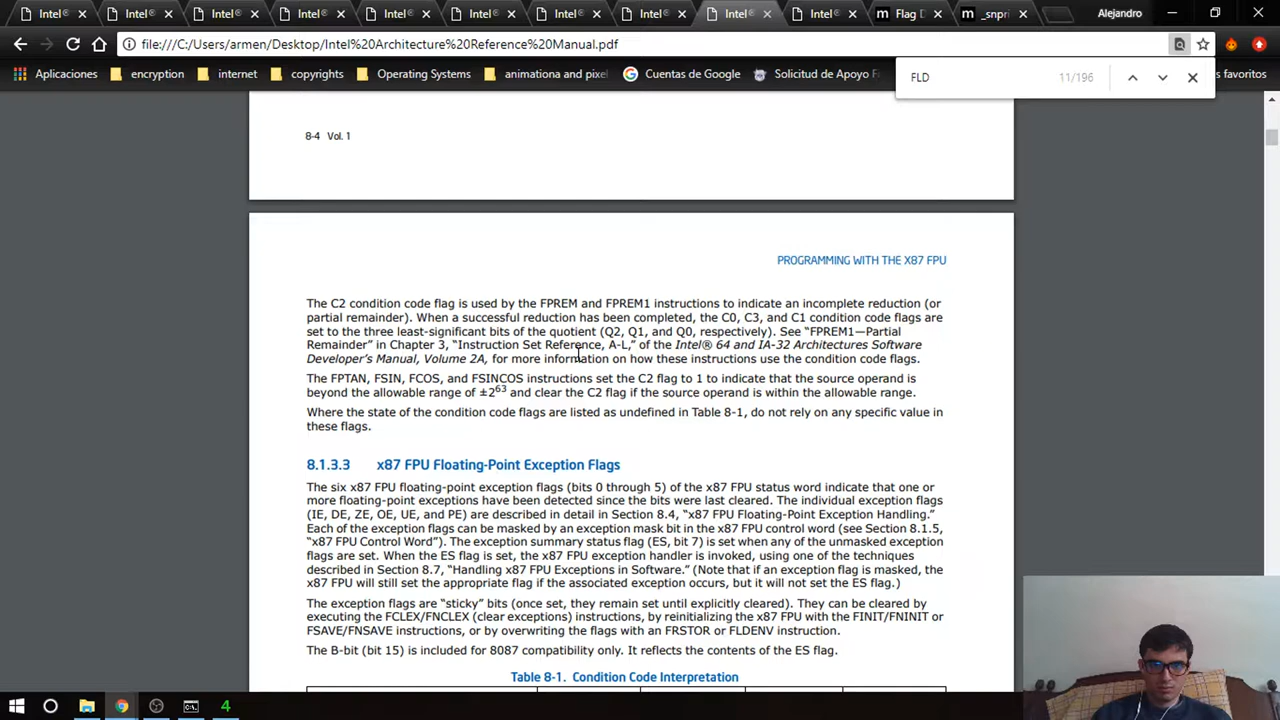 Intel® Intel® Intel® Intel® Intel® Intel® Intel® Intel® Intel® Intel® Flag D _snpri Alejandro
file:///C:/Users/armen/Desktop/Intel%20Architecture%20Reference%20Manual.pdf
Aplicaciones encryption internet copyrights Operating Systems animationa and pixel Cuentas de Google Solicitud de Apoyo Fi s favoritos
FLD 11/196
8-4 Vol. 1
PROGRAMMING WITH THE X87 FPU
The C2 condition code flag is used by the FPREM and FPREM1 instructions to indicate an incomplete reduction (or
partial remainder). When a successful reduction has been completed, the C0, C3, and C1 condition code flags are
set to the three least-significant bits of the quotient (Q2, Q1, and Q0, respectively). See “FPREM1—Partial
Remainder” in Chapter 3, “Instruction Set Reference, A-L,” of the Intel® 64 and IA-32 Architectures Software
Developer’s Manual, Volume 2A, for more information on how these instructions use the condition code flags.
The FPTAN, FSIN, FCOS, and FSINCOS instructions set the C2 flag to 1 to indicate that the source operand is
beyond the allowable range of ±2⁶³ and clear the C2 flag if the source operand is within the allowable range.
Where the state of the condition code flags are listed as undefined in Table 8-1, do not rely on any specific value in
these flags.
8.1.3.3 x87 FPU Floating-Point Exception Flags
The six x87 FPU floating-point exception flags (bits 0 through 5) of the x87 FPU status word indicate that one or
more floating-point exceptions have been detected since the bits were last cleared. The individual exception flags
(IE, DE, ZE, OE, UE, and PE) are described in detail in Section 8.4, “x87 FPU Floating-Point Exception Handling.”
Each of the exception flags can be masked by an exception mask bit in the x87 FPU control word (see Section 8.1.5,
“x87 FPU Control Word”). The exception summary status flag (ES, bit 7) is set when any of the unmasked exception
flags are set. When the ES flag is set, the x87 FPU exception handler is invoked, using one of the techniques
described in Section 8.7, “Handling x87 FPU Exceptions in Software.” (Note that if an exception flag is masked, the
x87 FPU will still set the appropriate flag if the associated exception occurs, but it will not set the ES flag.)
The exception flags are “sticky” bits (once set, they remain set until explicitly cleared). They can be cleared by
executing the FCLEX/FNCLEX (clear exceptions) instructions, by reinitializing the x87 FPU with the FINIT/FNINIT or
FSAVE/FNSAVE instructions, or by overwriting the flags with an FRSTOR or FLDENV instruction.
The B-bit (bit 15) is included for 8087 compatibility only. It reflects the contents of the ES flag.
Table 8-1. Condition Code Interpretation